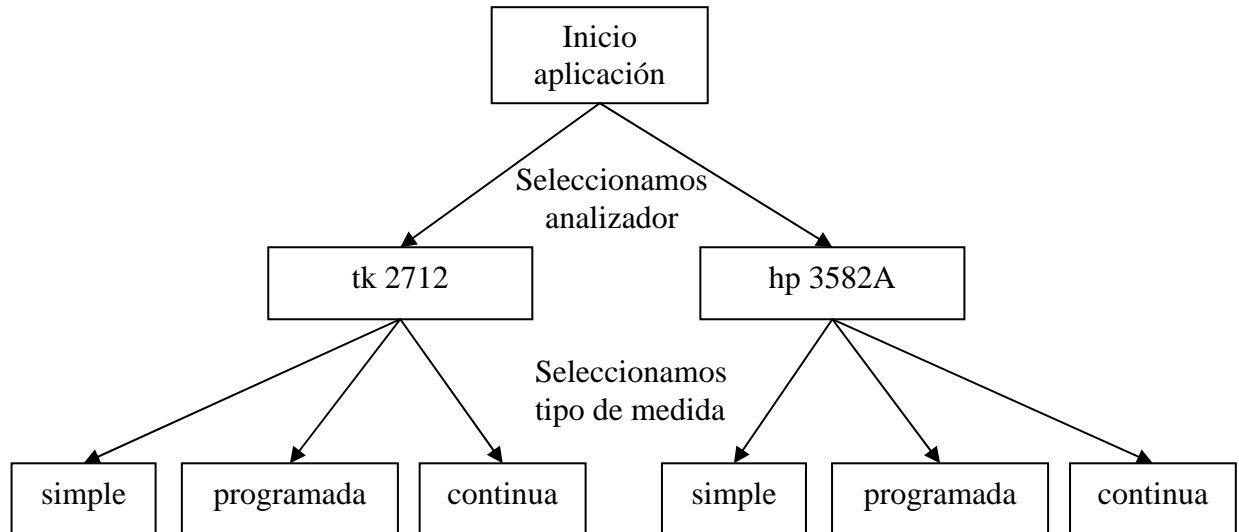 Inicio
aplicación
Seleccionamos
analizador
tk 2712
hp 3582A
Seleccionamos
tipo de medida
simple
programada
continua
simple
programada
continua